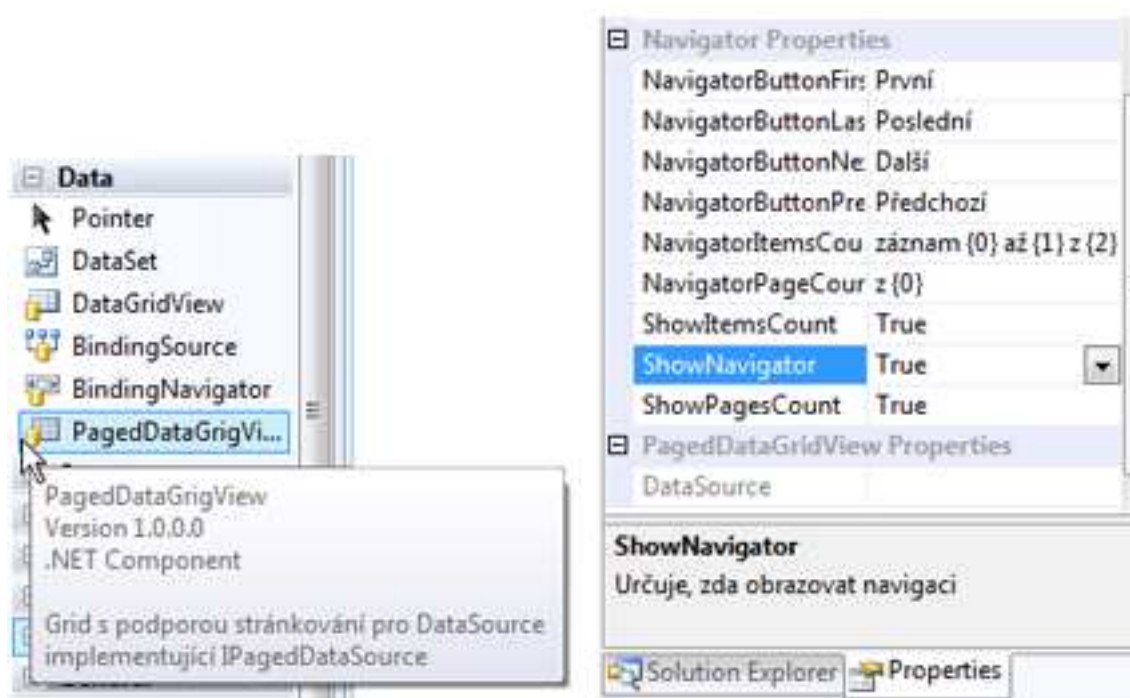 Data
Pointer
DataSet
DataGridView
BindingSource
BindingNavigator
PagedDataGrigVi...
PagedDataGrigView
Version 1.0.0.0
.NET Component
Grid s podporou stránkování pro DataSource
implementující IPagedDataSource
Navigator Properties
NavigatorButtonFir První
NavigatorButtonLas Poslední
NavigatorButtonNe Další
NavigatorButtonPre Předchozí
NavigatorItemsCou záznam {0} až {1} z {2}
NavigatorPageCour z {0}
ShowItemsCount True
ShowNavigator True
ShowPagesCount True
PagedDataGridView Properties
DataSource
ShowNavigator
Určuje, zda obrazovat navigaci
Solution Explorer Properties